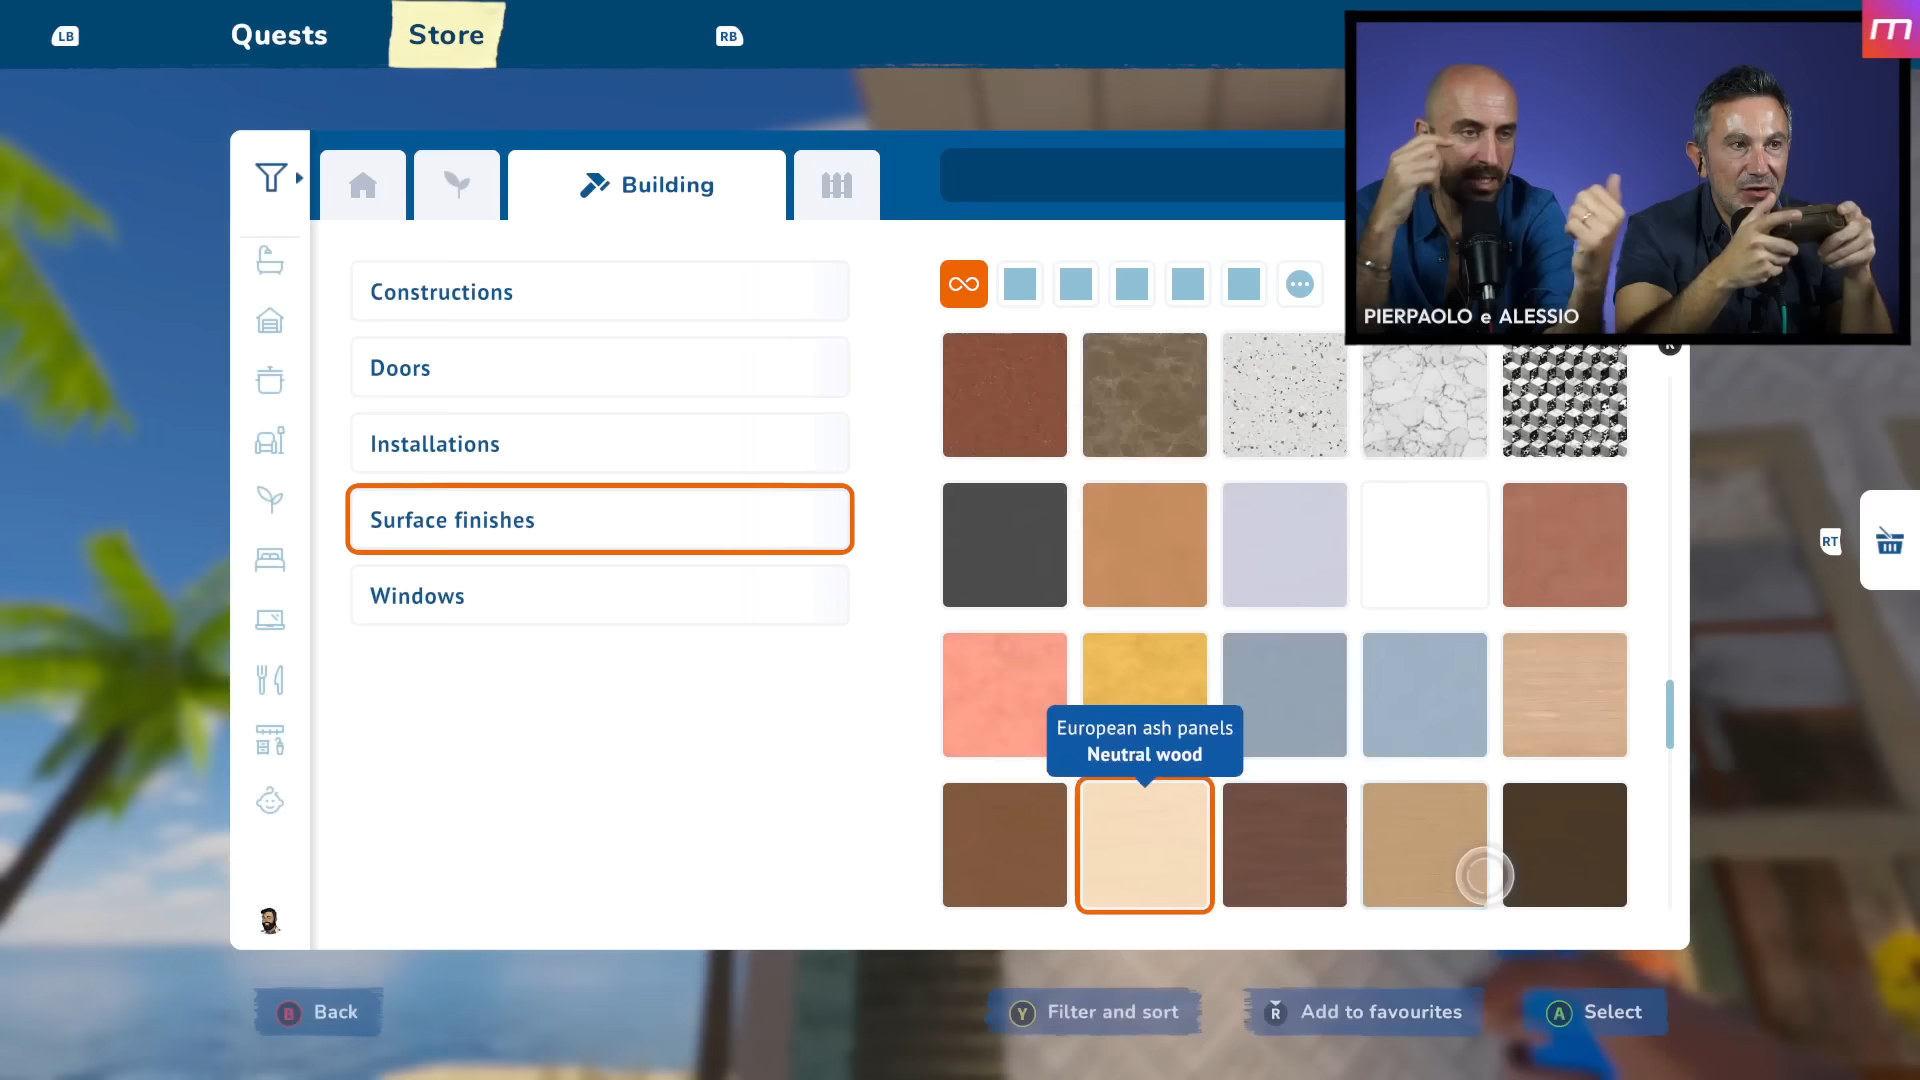 LB
Quests
Store
RB
m
Building
Constructions
Doors
Installations
Surface finishes
Windows
PIERPAOLO e ALESSIO
European ash panels
Neutral wood
RT
B Back
Y Filter and sort
R Add to favourites
A Select